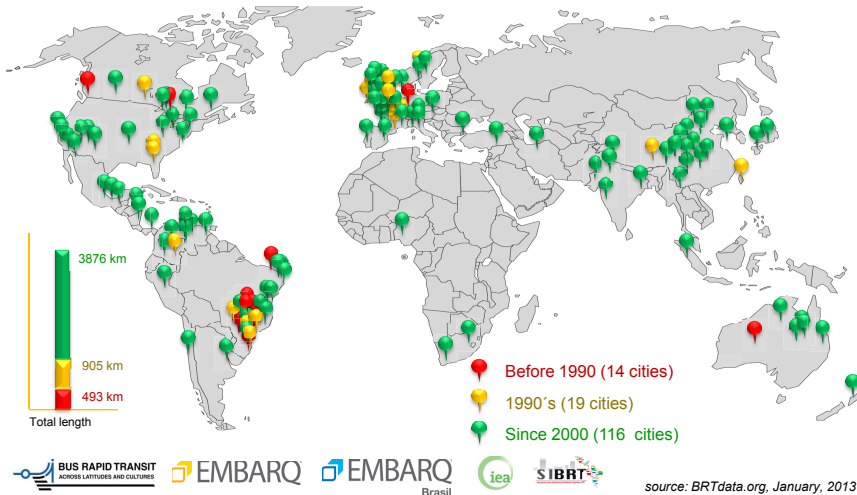 3876 km
905 km
493 km
Total length
Before 1990 (14 cities)
1990´s (19 cities)
Since 2000 (116 cities)
BUS RAPID TRANSIT
ACROSS LATITUDES AND CULTURES
EMBARQ
EMBARQ
Brasil
iea
SIBRT
source: BRTdata.org, January, 2013